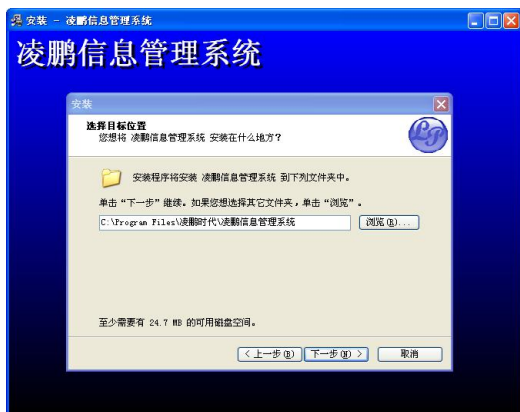 安装 - 凌鹏信息管理系统
凌鹏信息管理系统
安装
选择目标位置
您想将 凌鹏信息管理系统 安装在什么地方?
LP
安装程序将安装 凌鹏信息管理系统 到下列文件夹中。
单击“下一步”继续。如果您想选择其它文件夹,单击“浏览”。
C:\Program Files\凌鹏时代\凌鹏信息管理系统
浏览(R)...
至少需要有 24.7 MB 的可用磁盘空间。
< 上一步(B) 下一步(N) > 取消